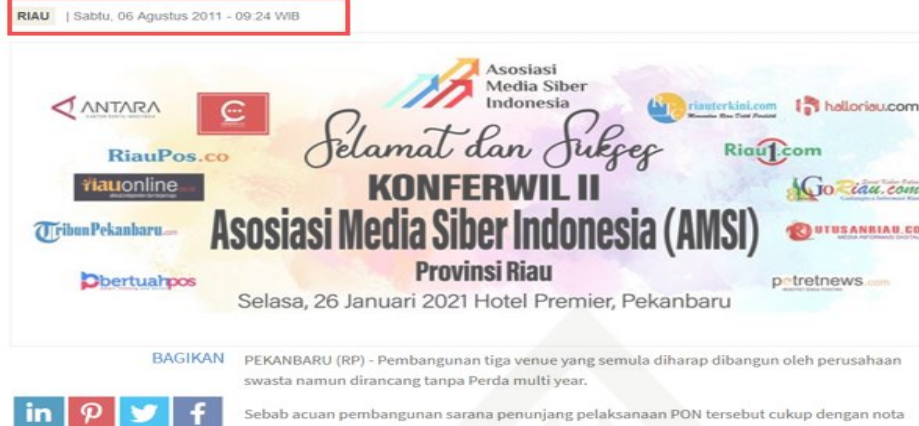 RIAU | Sabtu, 06 Agustus 2011 - 09:24 WIB
Asosiasi
Media Siber
Indonesia
ANTARA
riauterkini.com
halloriau.com
Selamat dan Sukses
RiauPos.co
Riau1.com
KONFERWIL II
riauonline
GoRiau.com
Asosiasi Media Siber Indonesia (AMSI)
TribunPekanbaru.com
UTUSANRIAU.CO
Provinsi Riau
bertuahpos
potretnews.com
Selasa, 26 Januari 2021 Hotel Premier, Pekanbaru
BAGIKAN
PEKANBARU (RP) - Pembangunan tiga venue yang semula diharap dibangun oleh perusahaan
swasta namun dirancang tanpa Perda multi year.
in
f
Sebab acuan pembangunan sarana penunjang pelaksanaan PON tersebut cukup dengan nota